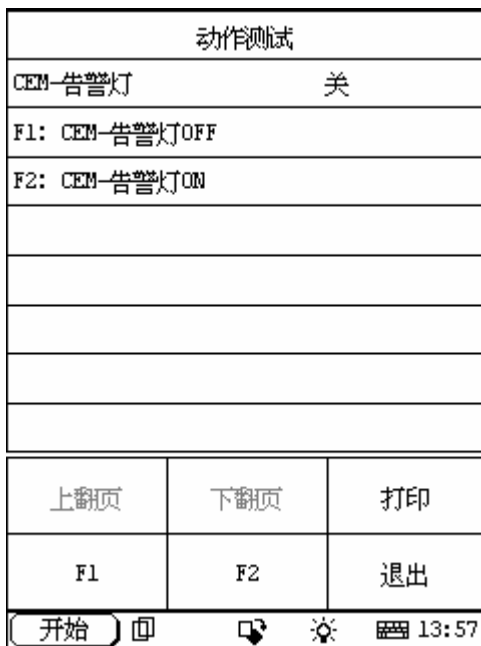 动作测试
CEM-告警灯 关
F1: CEM-告警灯OFF
F2: CEM-告警灯ON
上翻页 下翻页 打印
F1 F2 退出
开始 13:57